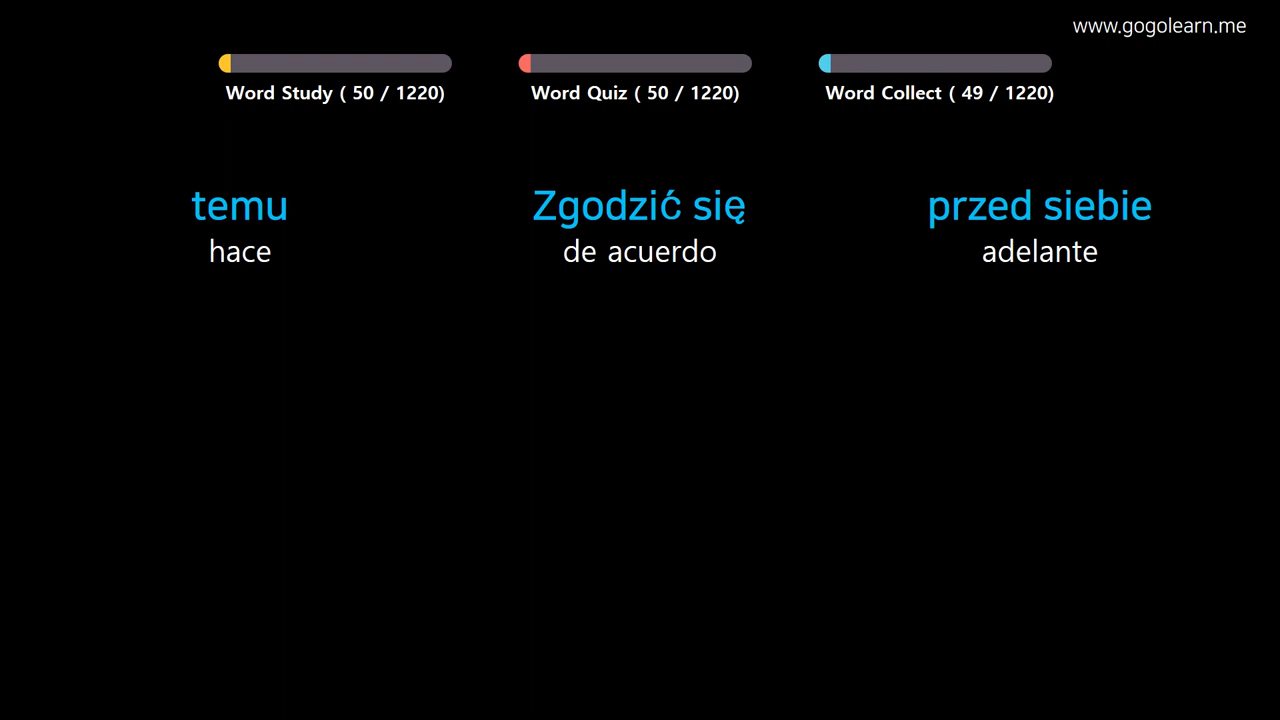 www.gogolearn.me
Word Study ( 50 / 1220)
Word Quiz ( 50 / 1220)
Word Collect ( 49 / 1220)
temu
hace
Zgodzić się
de acuerdo
przed siebie
adelante